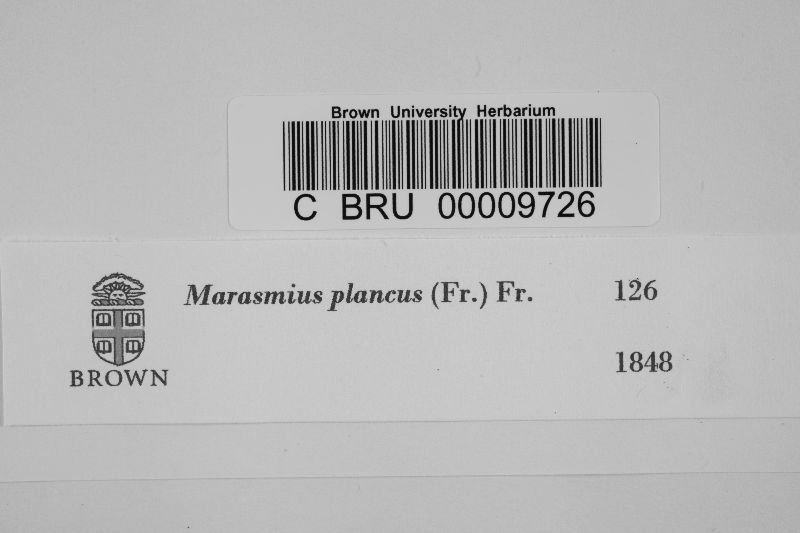 Brown University Herbarium
C BRU 00009726
Marasmius plancus (Fr.) Fr. 126
1848
BROWN